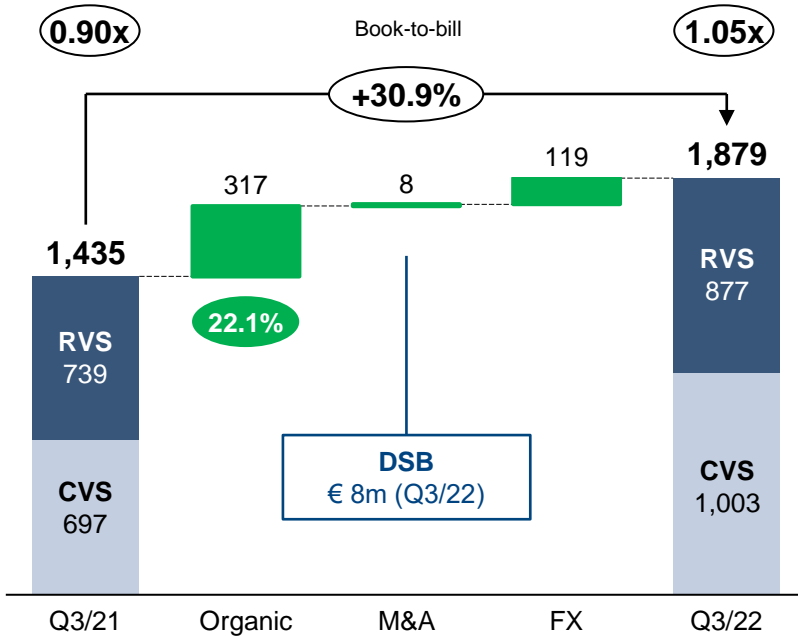 0.90x
Book-to-bill
1.05x
+30.9%
1,435
317
8
119
1,879
22.1%
RVS
739
CVS
697
DSB
€ 8m (Q3/22)
RVS
877
CVS
1,003
Q3/21
Organic
M&A
FX
Q3/22